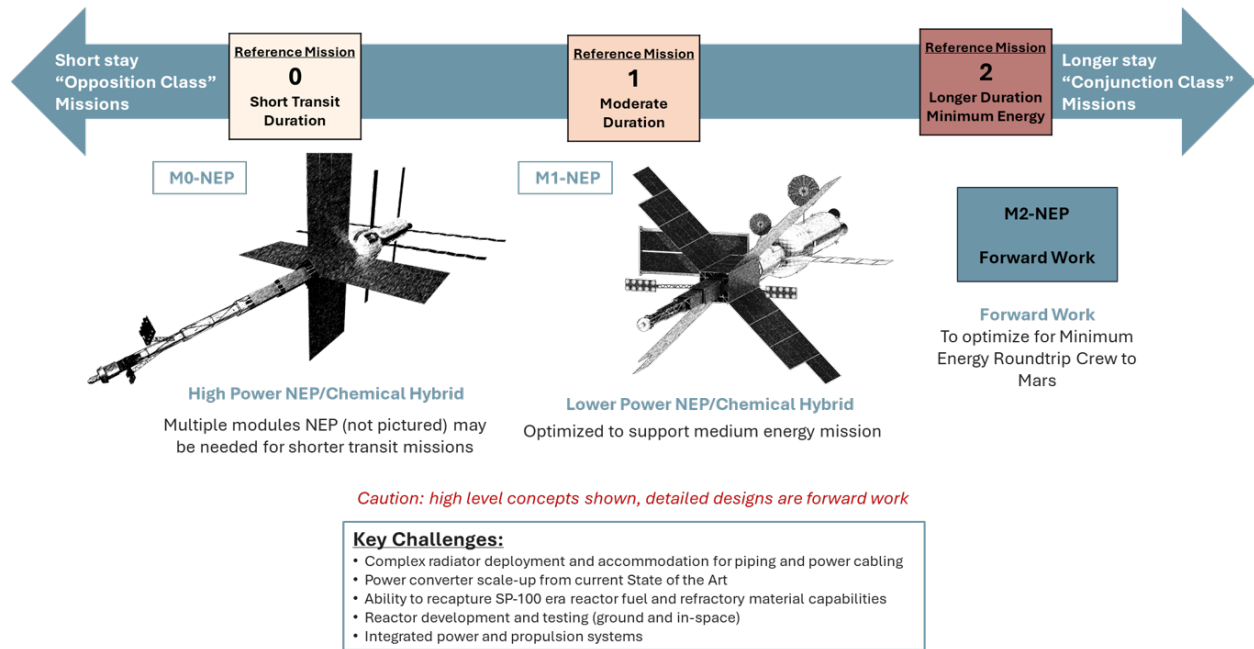 Short stay
“Opposition Class”
Missions
Reference Mission
0
Short Transit
Duration
Reference Mission
1
Moderate
Duration
Reference Mission
2
Longer Duration
Minimum Energy
Longer stay
“Conjunction Class”
Missions
M0-NEP
M1-NEP
M2-NEP
Forward Work
High Power NEP/Chemical Hybrid
Multiple modules NEP (not pictured) may
be needed for shorter transit missions
Lower Power NEP/Chemical Hybrid
Optimized to support medium energy mission
Forward Work
To optimize for Minimum
Energy Roundtrip Crew to
Mars
Caution: high level concepts shown, detailed designs are forward work
Key Challenges:
• Complex radiator deployment and accommodation for piping and power cabling
• Power converter scale-up from current State of the Art
• Ability to recapture SP-100 era reactor fuel and refractory material capabilities
• Reactor development and testing (ground and in-space)
• Integrated power and propulsion systems